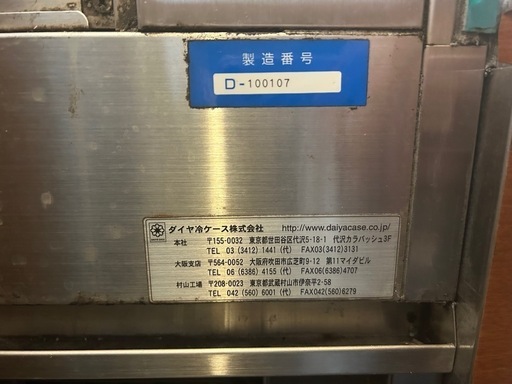 製造番号
D-100107
ダイヤ冷ケース株式会社 http://www.daiyacase.co.jp/
本社 〒155-0032 東京都世田谷区代沢5-18-1 代沢カラバッシュ3F
TEL 03 (3412) 1441 (代) FAX03(3412)3131
大阪支店 〒564-0052 大阪府吹田市広芝町9-12 第11マイダビル
TEL 06 (6386) 4155 (代) FAX06(6386)4707
村山工場 〒208-0023 東京都武蔵村山市伊奈平2-58
TEL 042 (560) 6001 (代) FAX042(560)6279